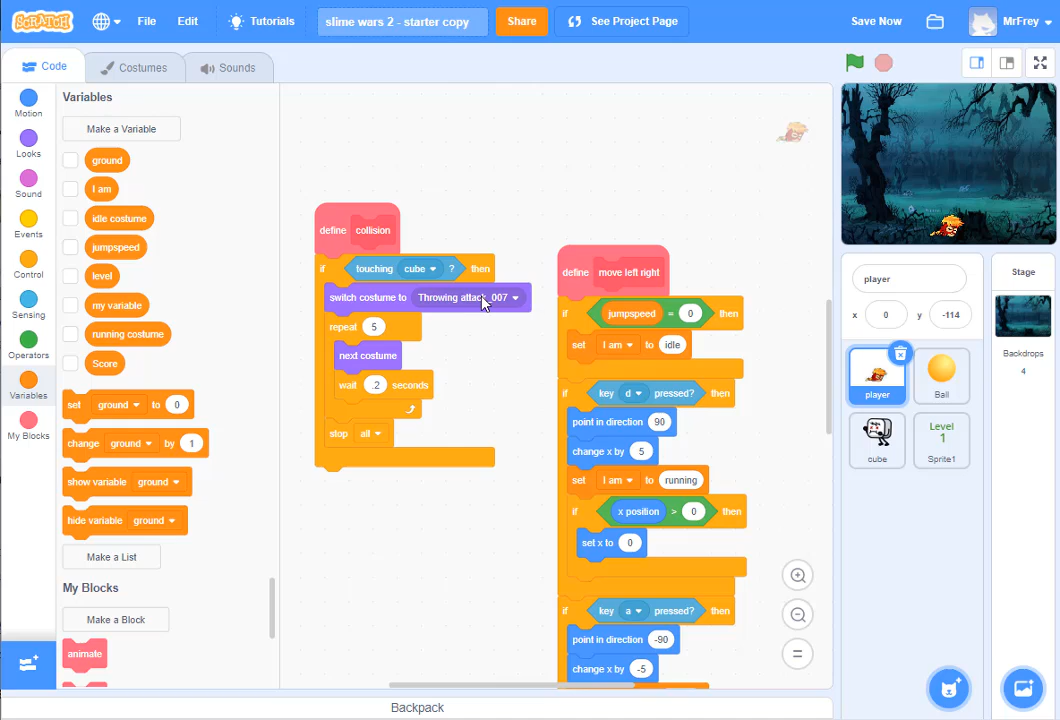 SCRATCH File Edit Tutorials slime wars 2 - starter copy Share See Project Page Save Now MrFrey
Code Costumes Sounds
Motion
Looks
Sound
Events
Control
Sensing
Operators
Variables
My Blocks
Variables
Make a Variable
ground
I am
idle costume
jumpspeed
level
my variable
running costume
Score
set ground to 0
change ground by 1
show variable ground
hide variable ground
Make a List
My Blocks
Make a Block
animate
define collision
if touching cube ? then
switch costume to Throwing attack_007
repeat 5
next costume
wait .2 seconds
stop all
define move left right
if jumpspeed = 0 then
set I am to idle
if key d pressed? then
point in direction 90
change x by 5
set I am to running
if x position > 0 then
set x to 0
if key a pressed? then
point in direction -90
change x by -5
player
x 0 y -114
player
Ball
cube
Level
1
Sprite1
Stage
Backdrops
4
Backpack